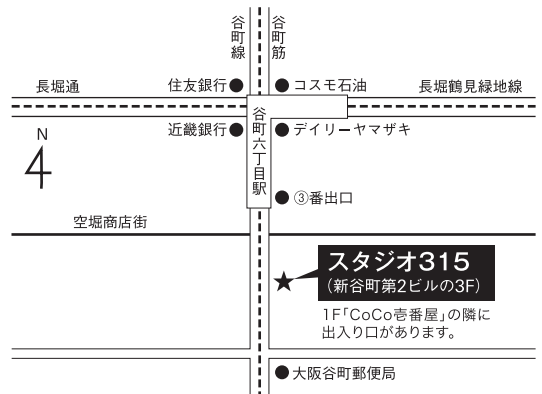 谷町線
谷町筋
長堀通
住友銀行
コスモ石油
長堀鶴見緑地線
近畿銀行
谷町六丁目駅
デイリーヤマザキ
N
③番出口
空堀商店街
スタジオ315
(新谷町第2ビルの3F)
1F「CoCo壱番屋」の隣に
出入り口があります。
大阪谷町郵便局